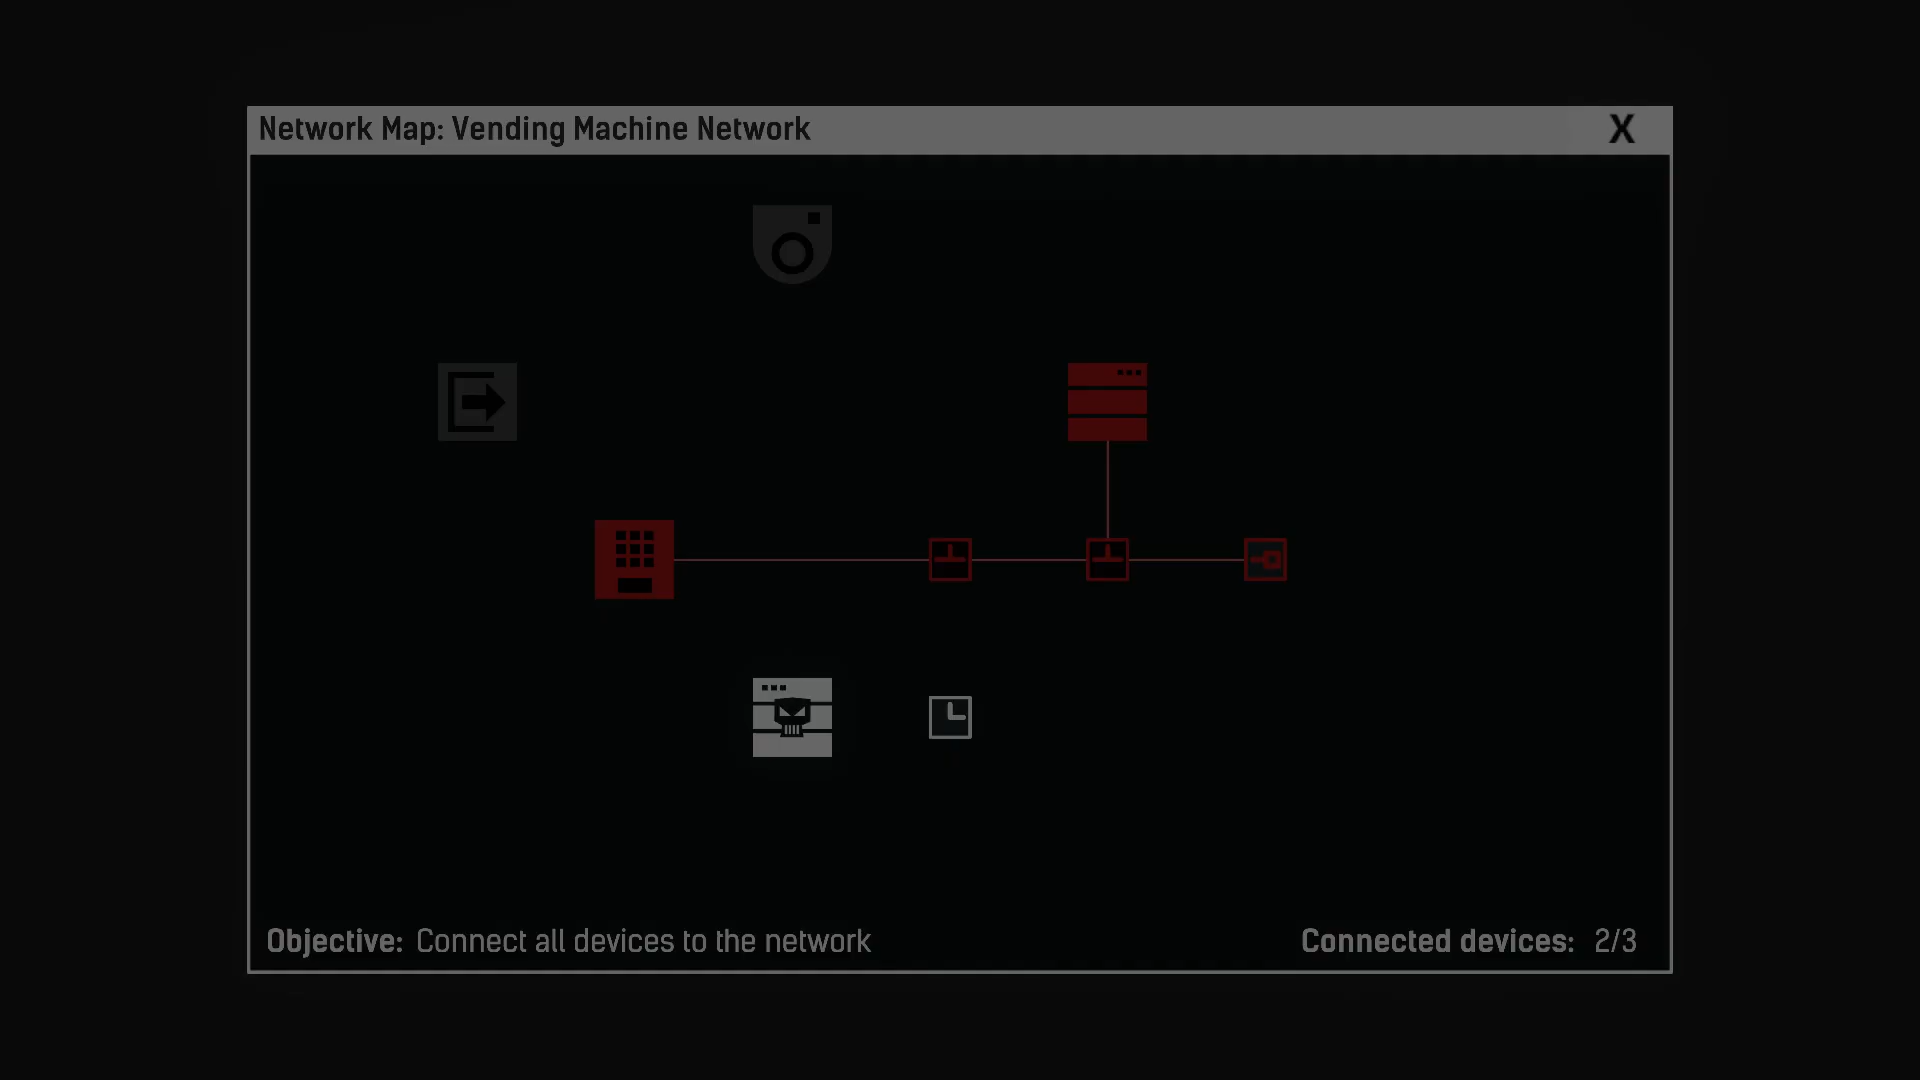 Network Map: Vending Machine Network
X
Objective: Connect all devices to the network
Connected devices: 2/3